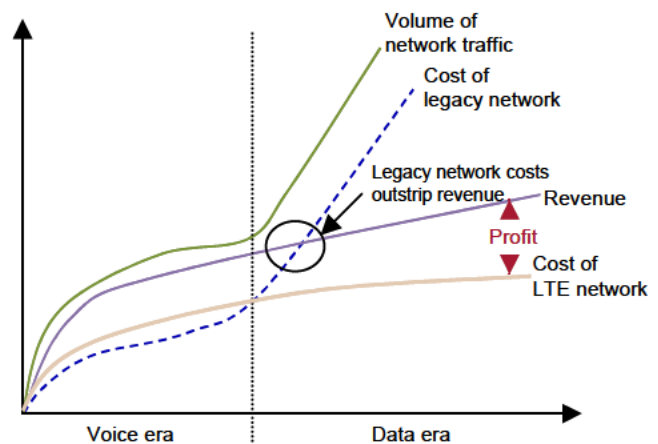 Volume of
network traffic
Cost of
legacy network
Legacy network costs
outstrip revenue
Revenue
Profit
Cost of
LTE network
Voice era
Data era